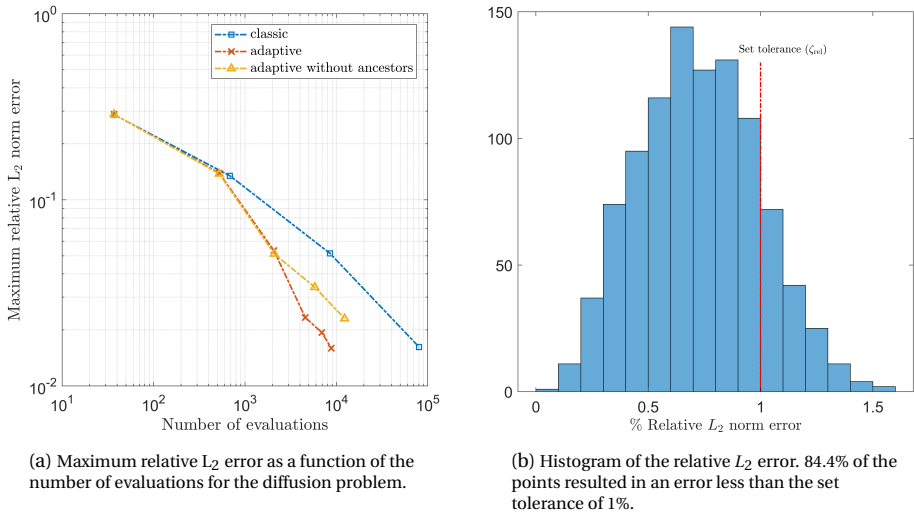 10^0
10^-1
10^-2
10^1
10^2
10^3
10^4
10^5
Maximum relative L₂ norm error
Number of evaluations
classic
adaptive
adaptive without ancestors
(a) Maximum relative L₂ error as a function of the
number of evaluations for the diffusion problem.
150
100
50
0
0
0.5
1
1.5
Set tolerance (ζ_rel)
% Relative L₂ norm error
(b) Histogram of the relative L₂ error. 84.4% of the
points resulted in an error less than the set
tolerance of 1%.